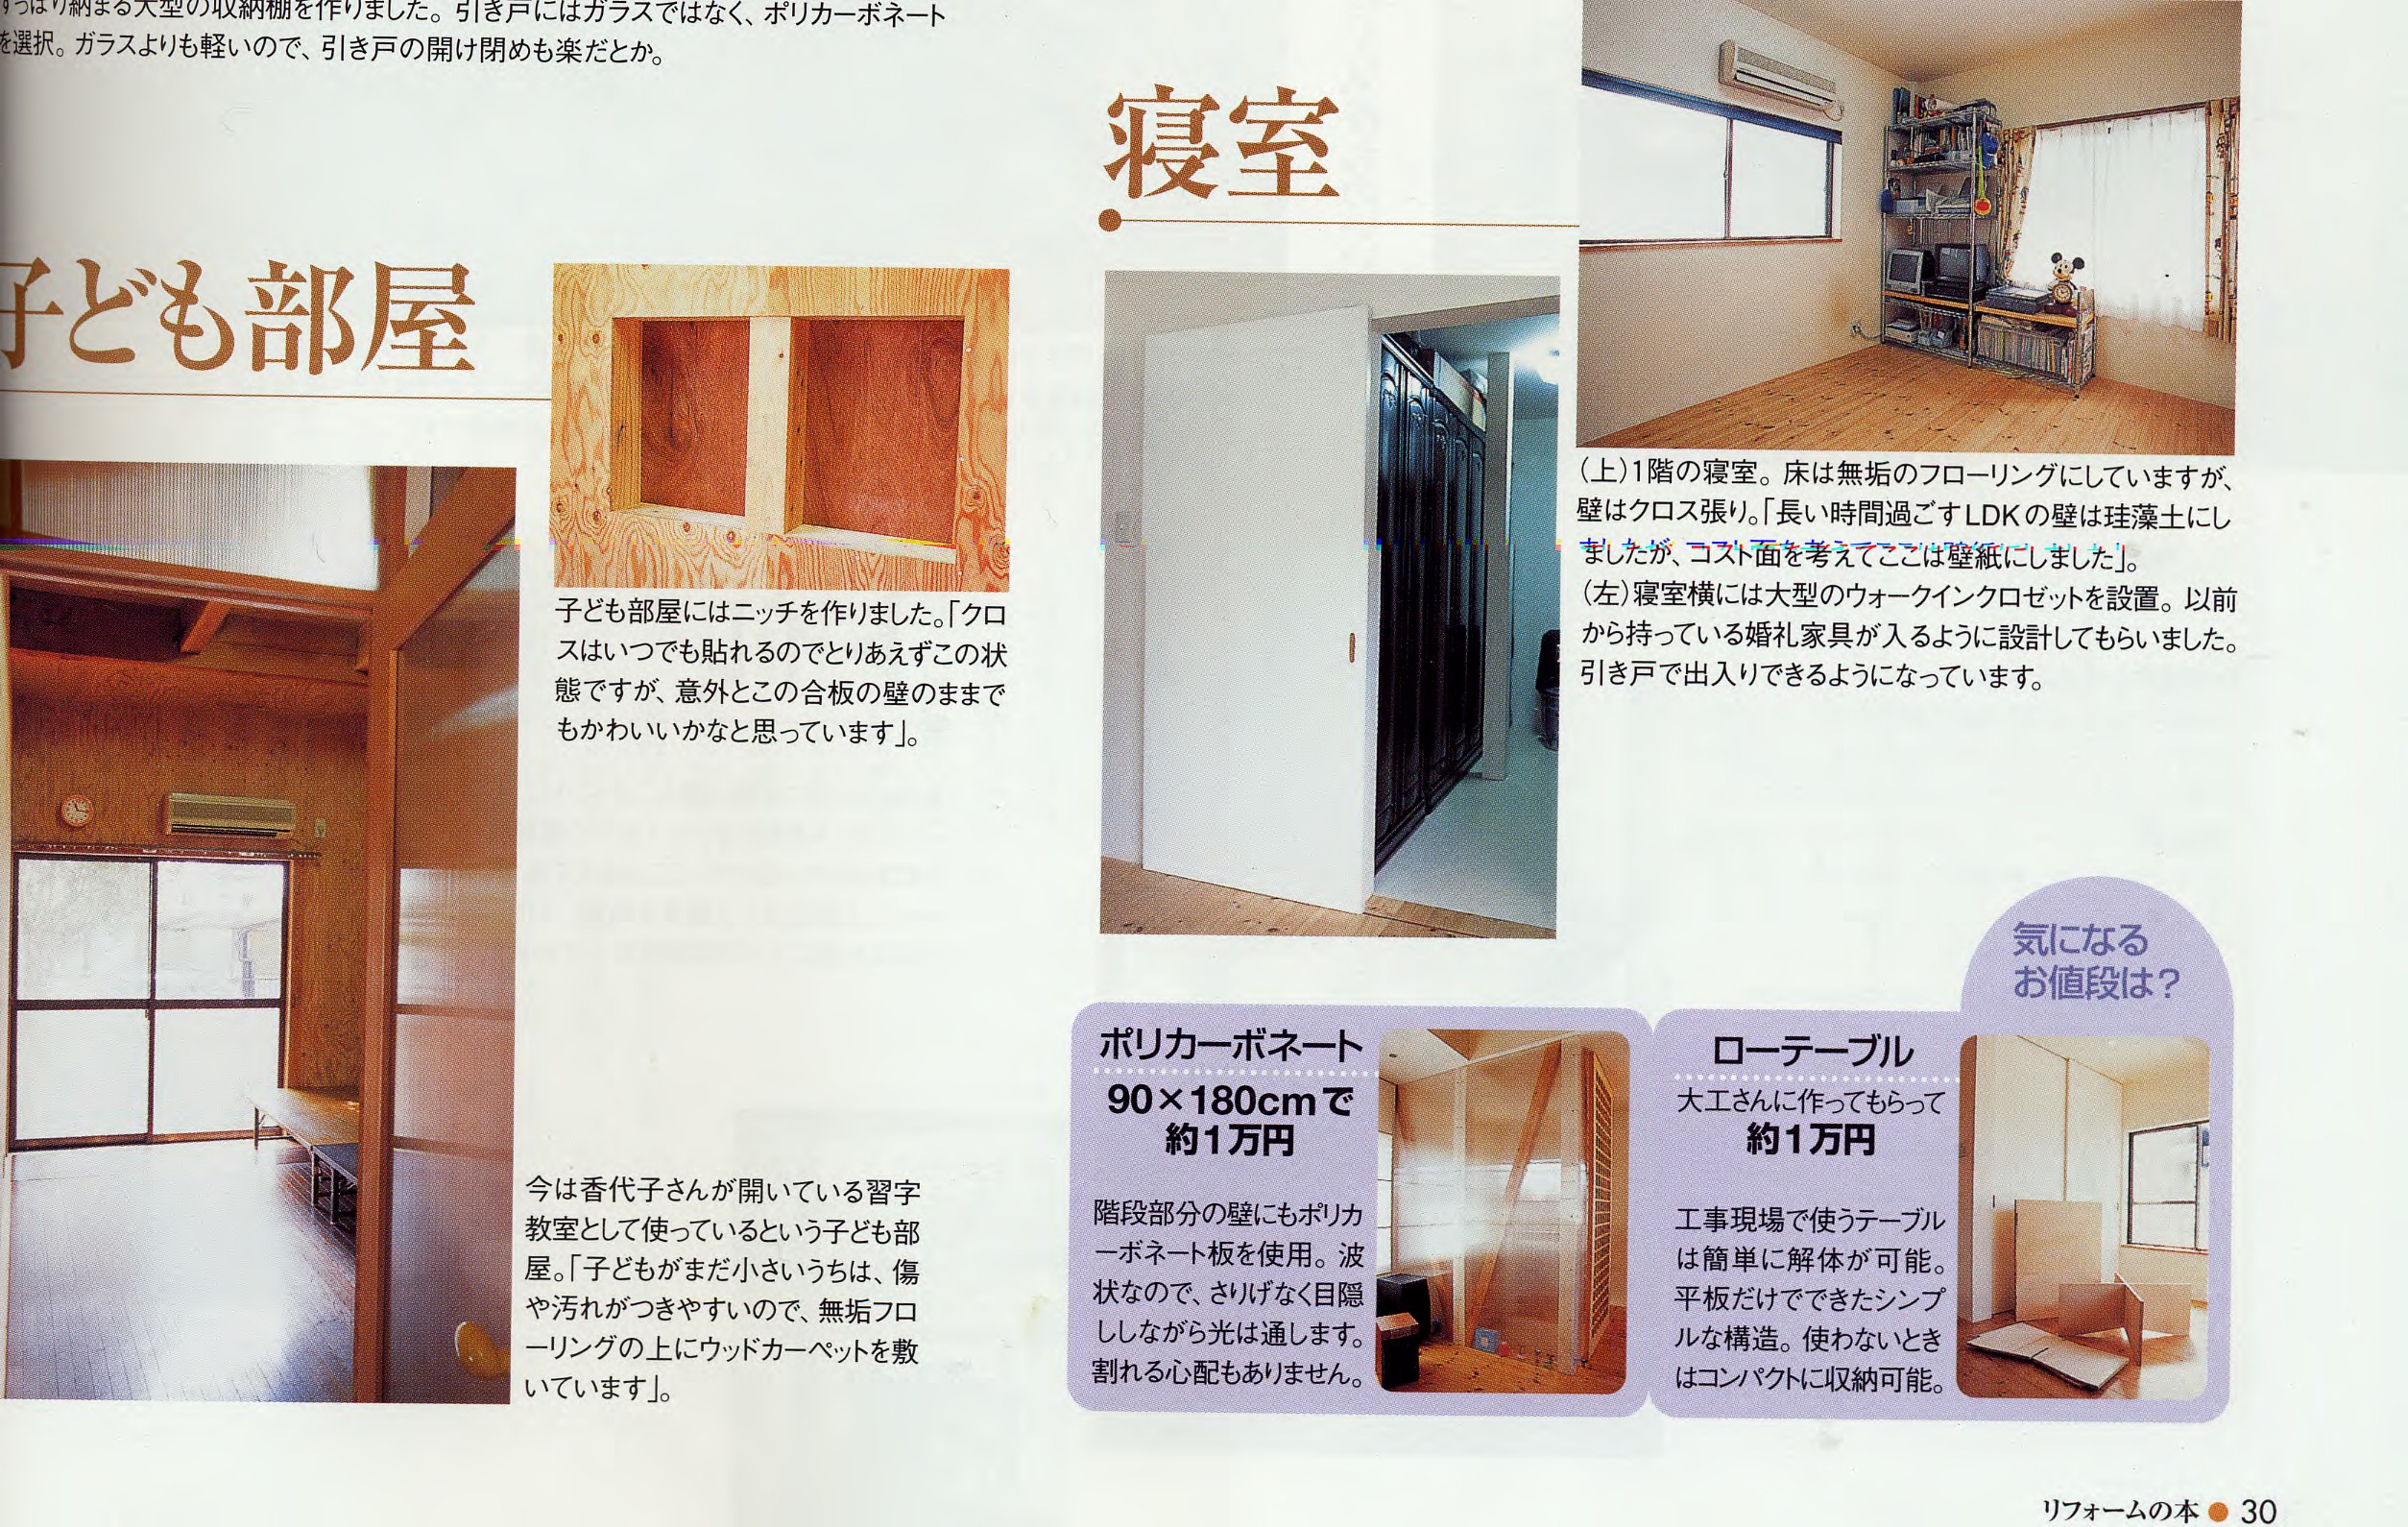 すっぽり納まる大型の収納棚を作りました。引き戸にはガラスではなく、ポリカーボネート
を選択。ガラスよりも軽いので、引き戸の開け閉めも楽だとか。
子ども部屋
子ども部屋にはニッチを作りました。「クロ
スはいつでも貼れるのでとりあえずこの状
態ですが、意外とこの合板の壁のままで
もかわいいかなと思っています」。
今は香代子さんが開いている習字
教室として使っているという子ども部
屋。「子どもがまだ小さいうちは、傷
や汚れがつきやすいので、無垢フロ
ーリングの上にウッドカーペットを敷
いています」。
寝室
(上)1階の寝室。床は無垢のフローリングにしていますが、
壁はクロス張り。「長い時間過ごすLDKの壁は珪藻土にし
ましたが、コスト面を考えてここは壁紙にしました」。
(左)寝室横には大型のウォークインクロゼットを設置。以前
から持っている婚礼家具が入るように設計してもらいました。
引き戸で出入りできるようになっています。
気になる
お値段は?
ポリカーボネート
90×180cmで
約1万円
階段部分の壁にもポリカ
ーボネート板を使用。波
状なので、さりげなく目隠
ししながら光は通します。
割れる心配もありません。
ローテーブル
大工さんに作ってもらって
約1万円
工事現場で使うテーブル
は簡単に解体が可能。
平板だけでできたシンプ
ルな構造。使わないとき
はコンパクトに収納可能。
リフォームの本 ● 30